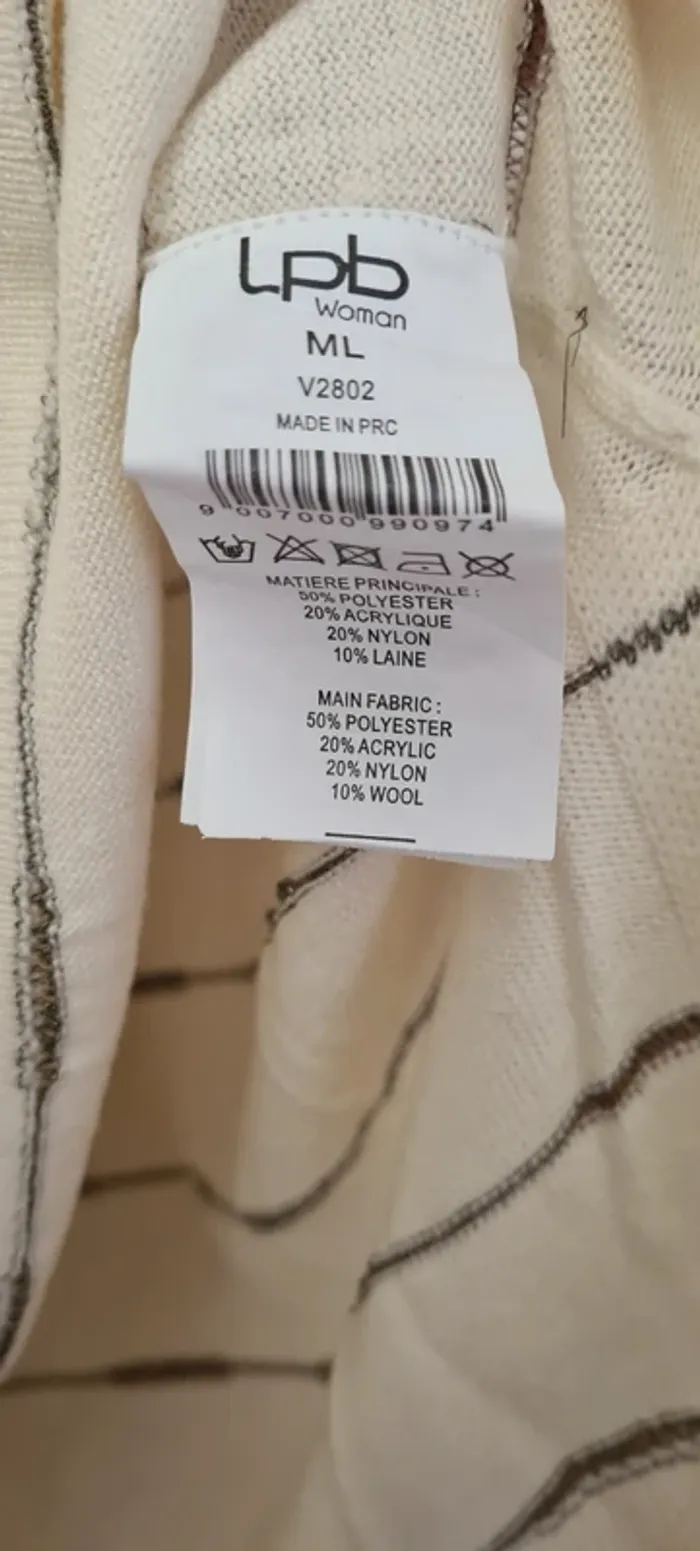 Lpb
Woman
ML
V2802
MADE IN PRC
9 007000 990974
MATIERE PRINCIPALE :
50% POLYESTER
20% ACRYLIQUE
20% NYLON
10% LAINE
MAIN FABRIC :
50% POLYESTER
20% ACRYLIC
20% NYLON
10% WOOL